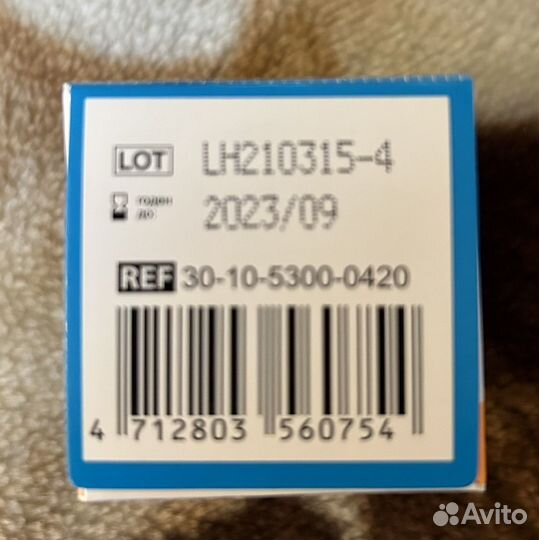 LOT LH210315-4
годен
до: 2023/09
REF 30-10-5300-0420
4 712803 560754
Avito